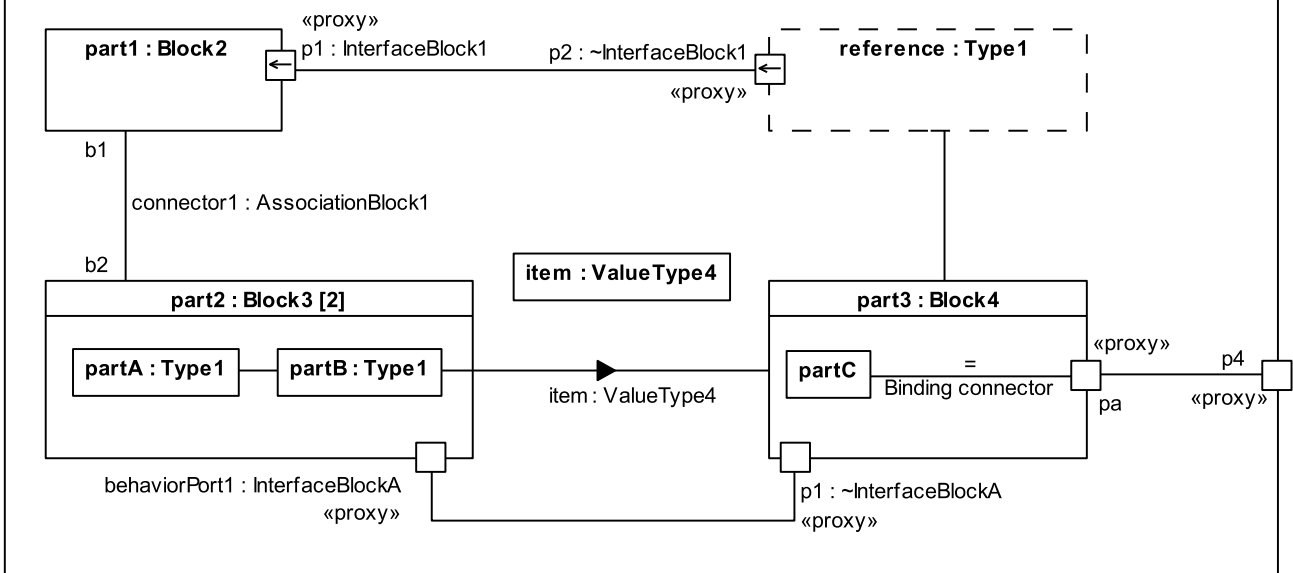 «proxy»
part1 : Block2
p1 : InterfaceBlock1
p2 : ~InterfaceBlock1
reference : Type1
«proxy»
b1
connector1 : AssociationBlock1
b2
item : ValueType4
part2 : Block3 [2]
part3 : Block4
«proxy»
partA : Type1
partB : Type1
partC
=
p4
item : ValueType4
Binding connector
pa
«proxy»
behaviorPort1 : InterfaceBlockA
p1 : ~InterfaceBlockA
«proxy»
«proxy»